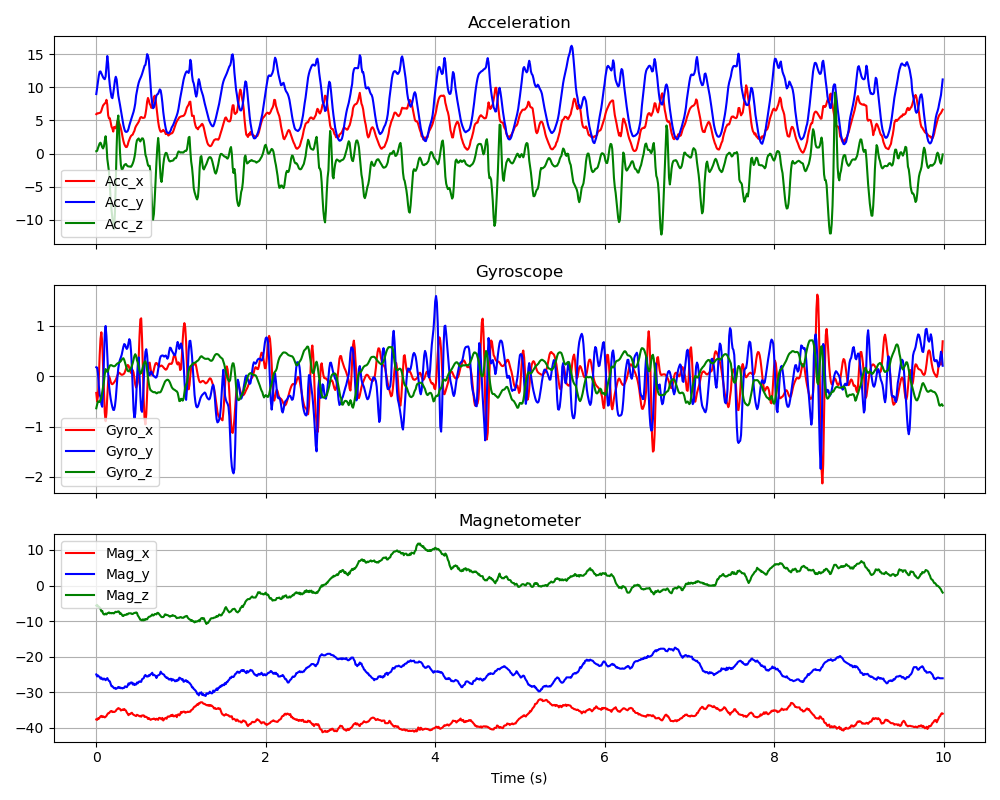 Acceleration
15
10
5
0
−5
−10
Acc_x
Acc_y
Acc_z
Gyroscope
1
0
−1
−2
Gyro_x
Gyro_y
Gyro_z
Magnetometer
10
0
−10
−20
−30
−40
Mag_x
Mag_y
Mag_z
0 2 4 6 8 10
Time (s)